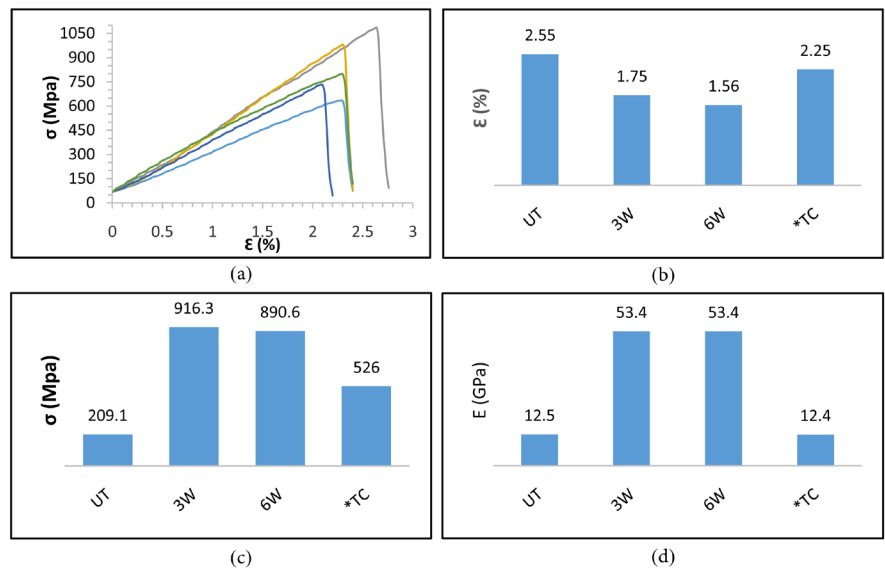 σ (Mpa)
1050
900
750
600
450
300
150
0
0 0.5 1 1.5 2 2.5 3
Ɛ (%)
(a)
Ɛ (%)
2.55
1.75
1.56
2.25
UT 3W 6W *TC
(b)
σ (Mpa)
209.1
916.3
890.6
526
UT 3W 6W *TC
(c)
E (GPa)
12.5
53.4
53.4
12.4
UT 3W 6W *TC
(d)